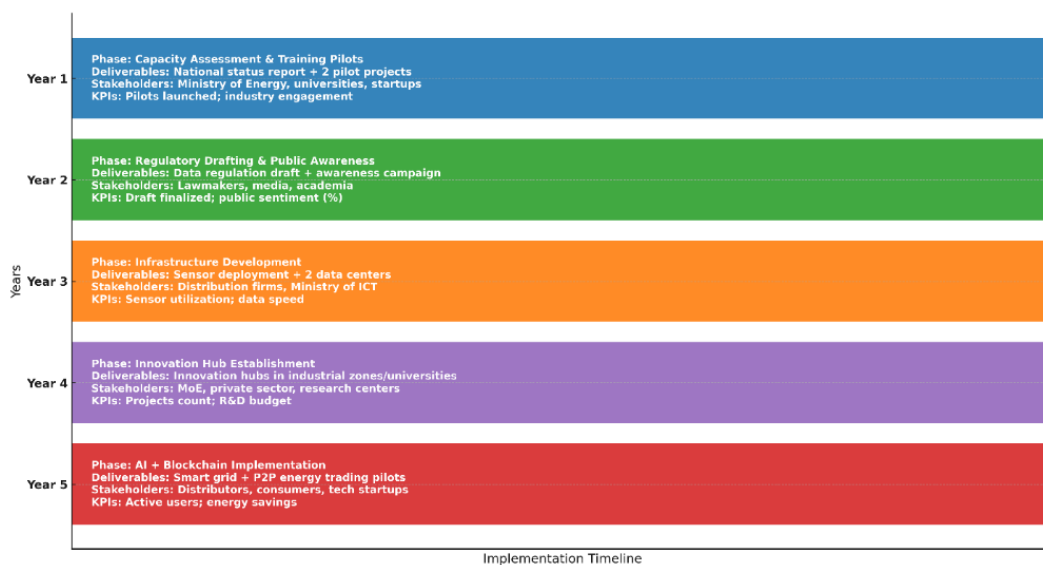 Years
Year 1
Phase: Capacity Assessment & Training Pilots
Deliverables: National status report + 2 pilot projects
Stakeholders: Ministry of Energy, universities, startups
KPIs: Pilots launched; industry engagement
Year 2
Phase: Regulatory Drafting & Public Awareness
Deliverables: Data regulation draft + awareness campaign
Stakeholders: Lawmakers, media, academia
KPIs: Draft finalized; public sentiment (%)
Year 3
Phase: Infrastructure Development
Deliverables: Sensor deployment + 2 data centers
Stakeholders: Distribution firms, Ministry of ICT
KPIs: Sensor utilization; data speed
Year 4
Phase: Innovation Hub Establishment
Deliverables: Innovation hubs in industrial zones/universities
Stakeholders: MoE, private sector, research centers
KPIs: Projects count; R&D budget
Year 5
Phase: AI + Blockchain Implementation
Deliverables: Smart grid + P2P energy trading pilots
Stakeholders: Distributors, consumers, tech startups
KPIs: Active users; energy savings
Implementation Timeline